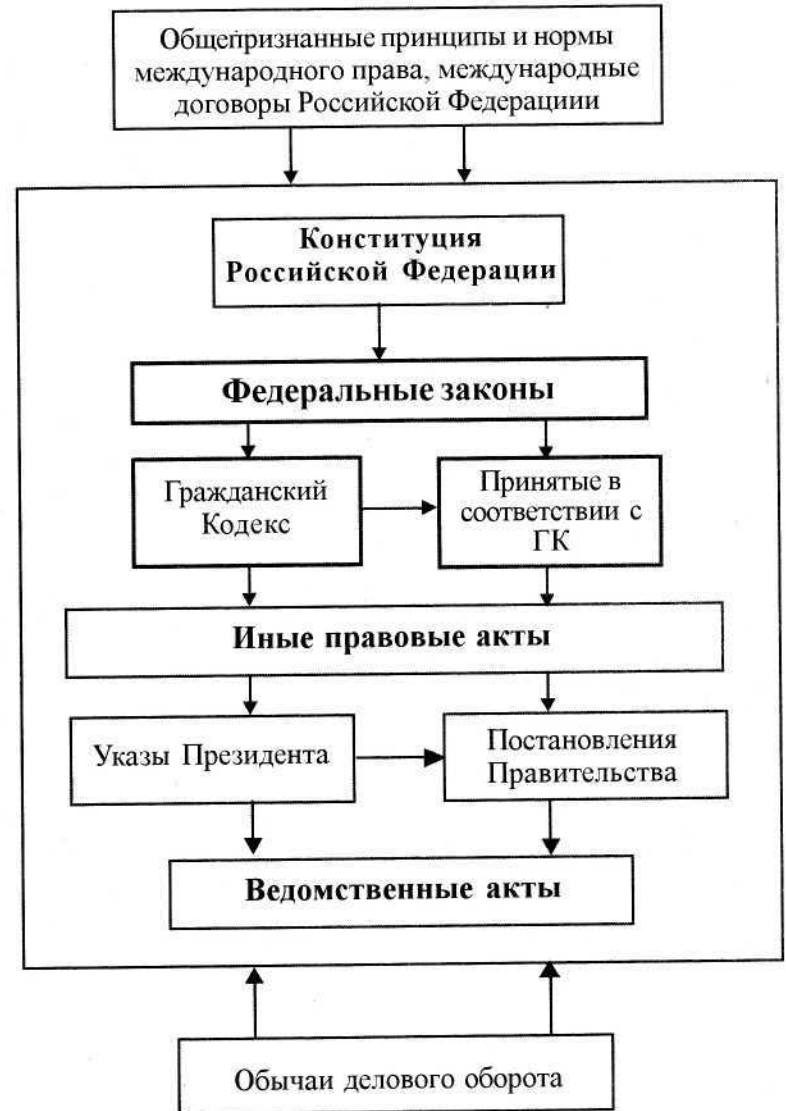 Общепризнанные принципы и нормы
международного права, международные
договоры Российской Федерациии
Конституция
Российской Федерации
Федеральные законы
Гражданский
Кодекс
Принятые в
соответствии с
ГК
Иные правовые акты
Указы Президента
Постановления
Правительства
Ведомственные акты
Обычаи делового оборота